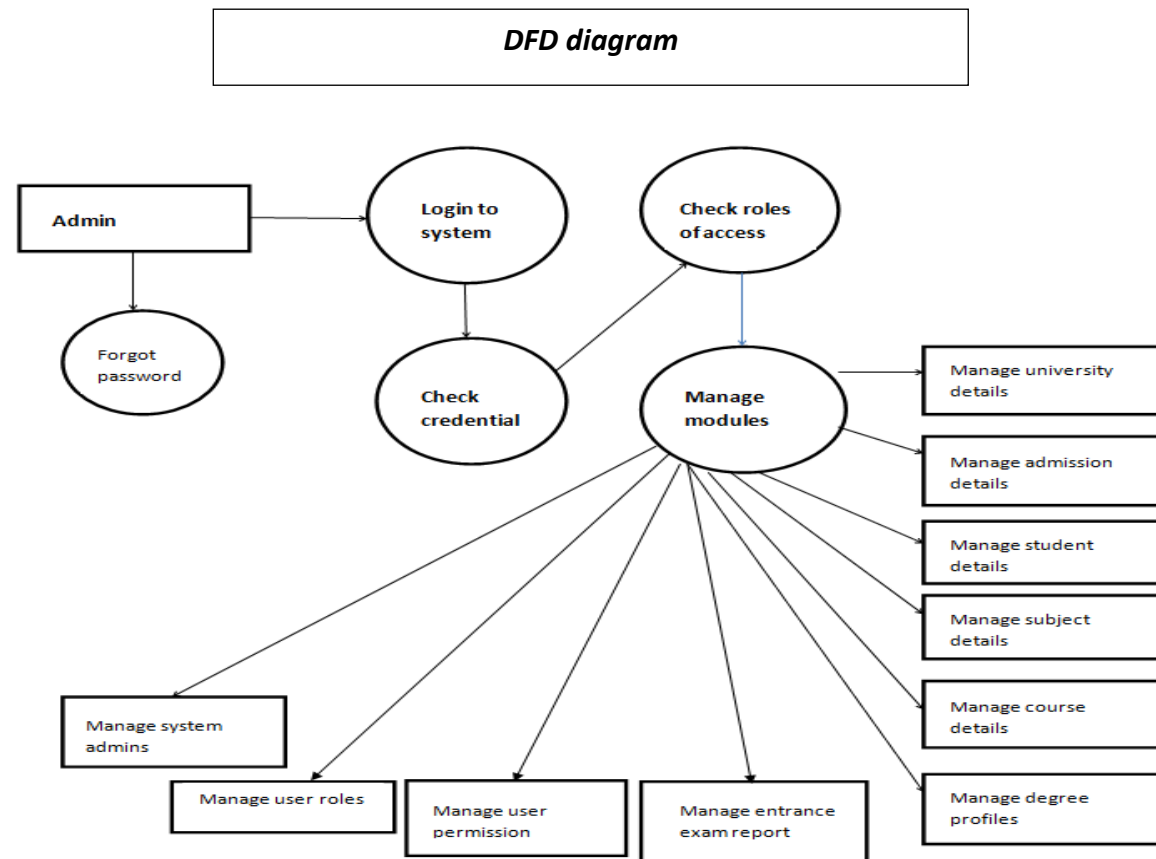 DFD diagram
Admin
Login to
system
Check roles
of access
Forgot
password
Check
credential
Manage
modules
Manage university
details
Manage admission
details
Manage student
details
Manage subject
details
Manage course
details
Manage degree
profiles
Manage system
admins
Manage user roles
Manage user
permission
Manage entrance
exam report